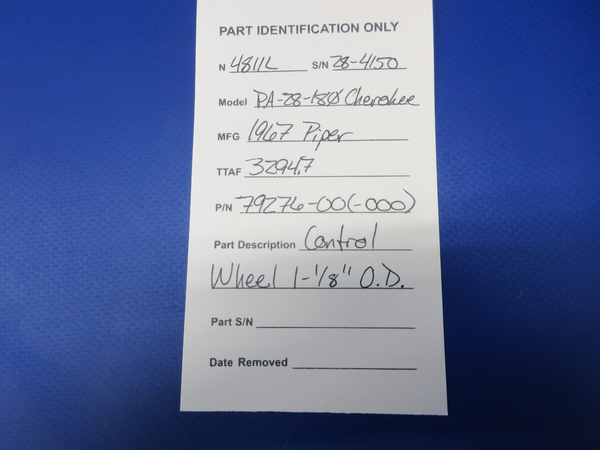 PART IDENTIFICATION ONLY
N 4811L S/N 28-4150
Model PA-28-180 Cherokee
MFG 1967 Piper
TTAF 3294.7
P/N 79276-00(-000)
Part Description Control
Wheel 1-1/8" O.D.
Part S/N
Date Removed